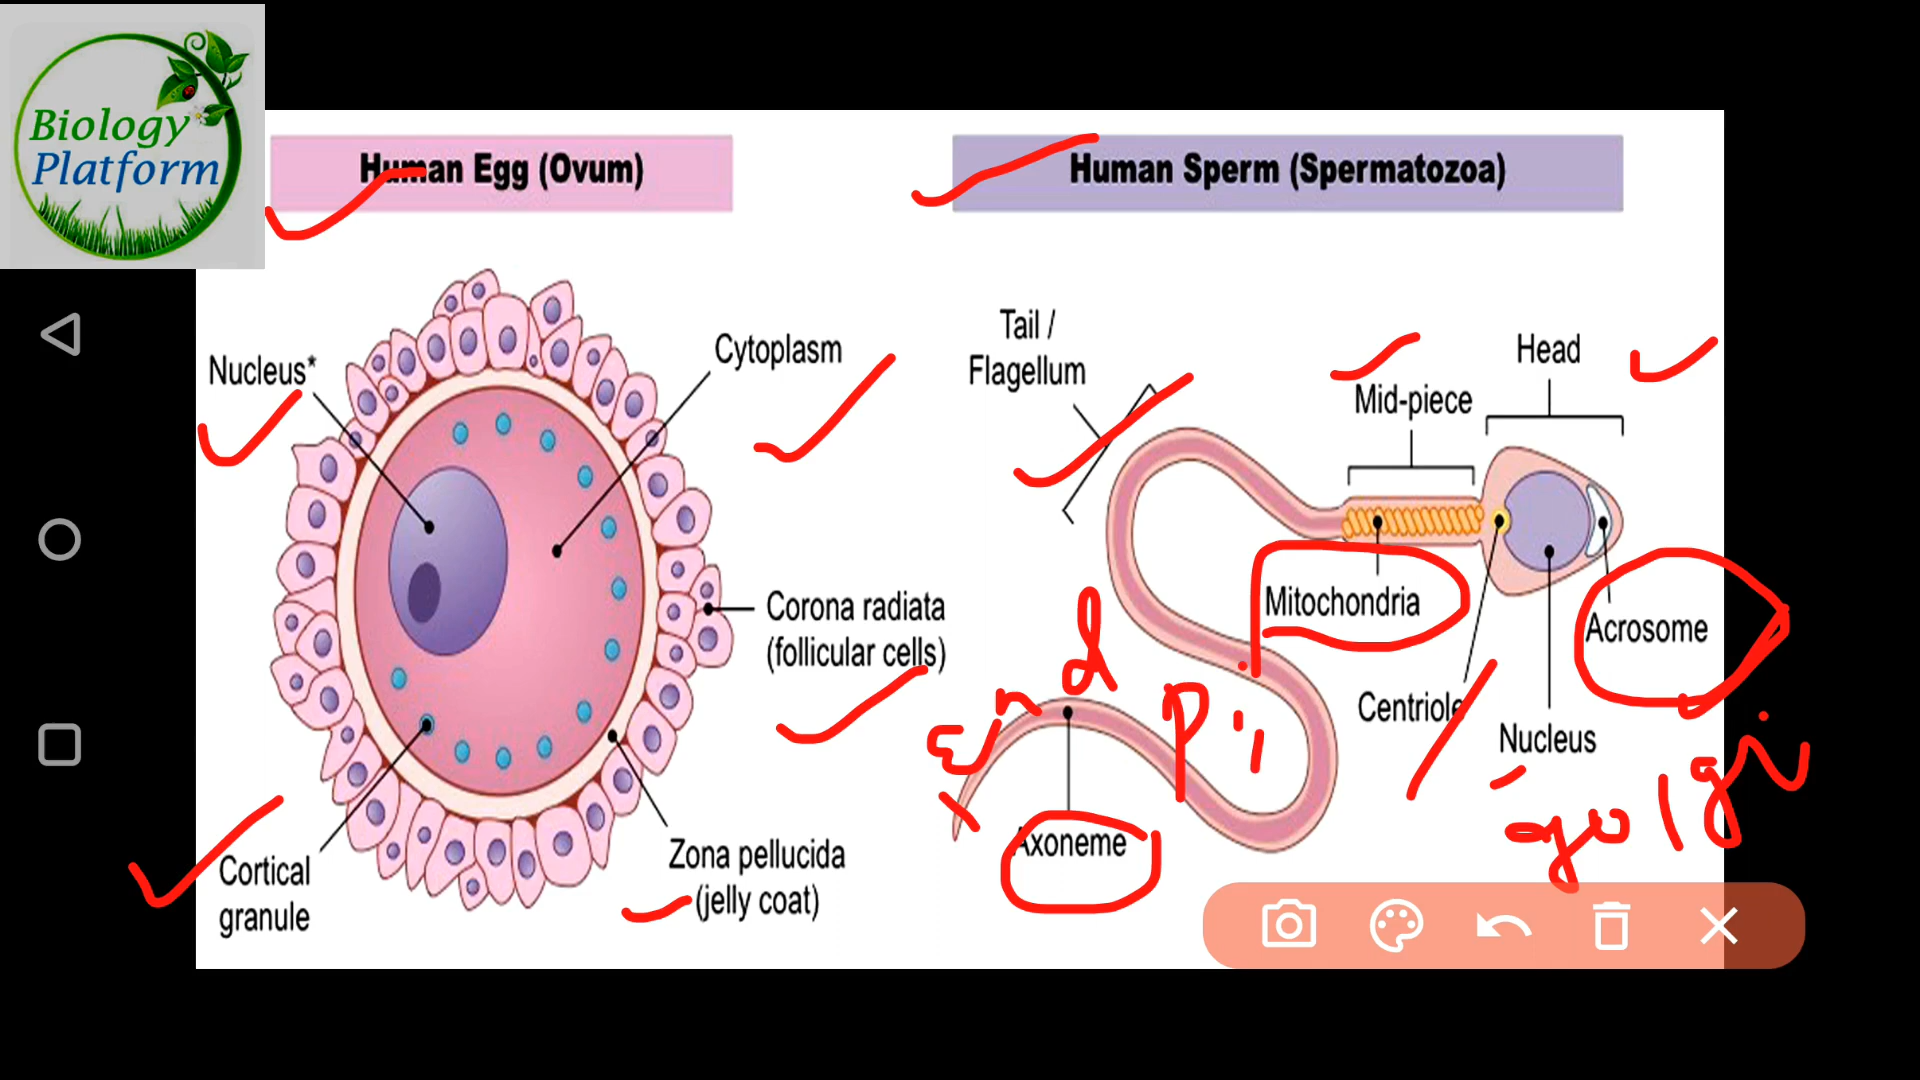 Biology
Platform
Human Egg (Ovum)
Human Sperm (Spermatozoa)
Nucleus*
Cytoplasm
Corona radiata
(follicular cells)
Zona pellucida
(jelly coat)
Cortical
granule
Tail /
Flagellum
Mid-piece
Head
Mitochondria
Acrosome
Centriole
Nucleus
Axoneme
End Pi
golgi